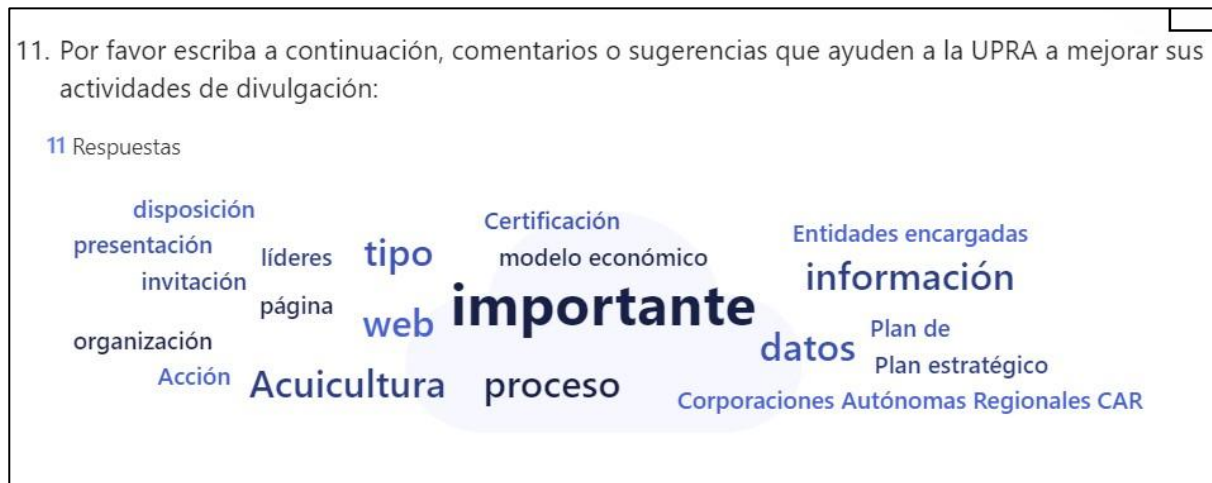 11. Por favor escriba a continuación, comentarios o sugerencias que ayuden a la UPRA a mejorar sus
actividades de divulgación:
11 Respuestas
disposición
presentación
invitación
líderes
página
organización
Acción
tipo
web
Acuicultura
Certificación
modelo económico
importante
proceso
Entidades encargadas
información
datos
Plan de
Plan estratégico
Corporaciones Autónomas Regionales CAR